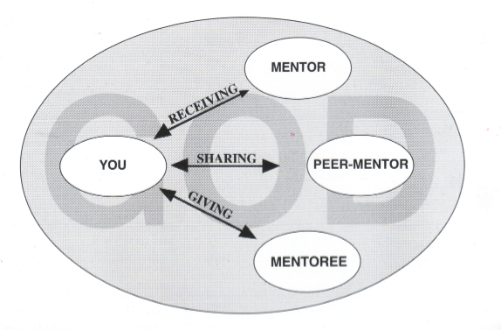 MENTOR
RECEIVING
GOD
YOU
SHARING
PEER-MENTOR
GIVING
MENTOREE